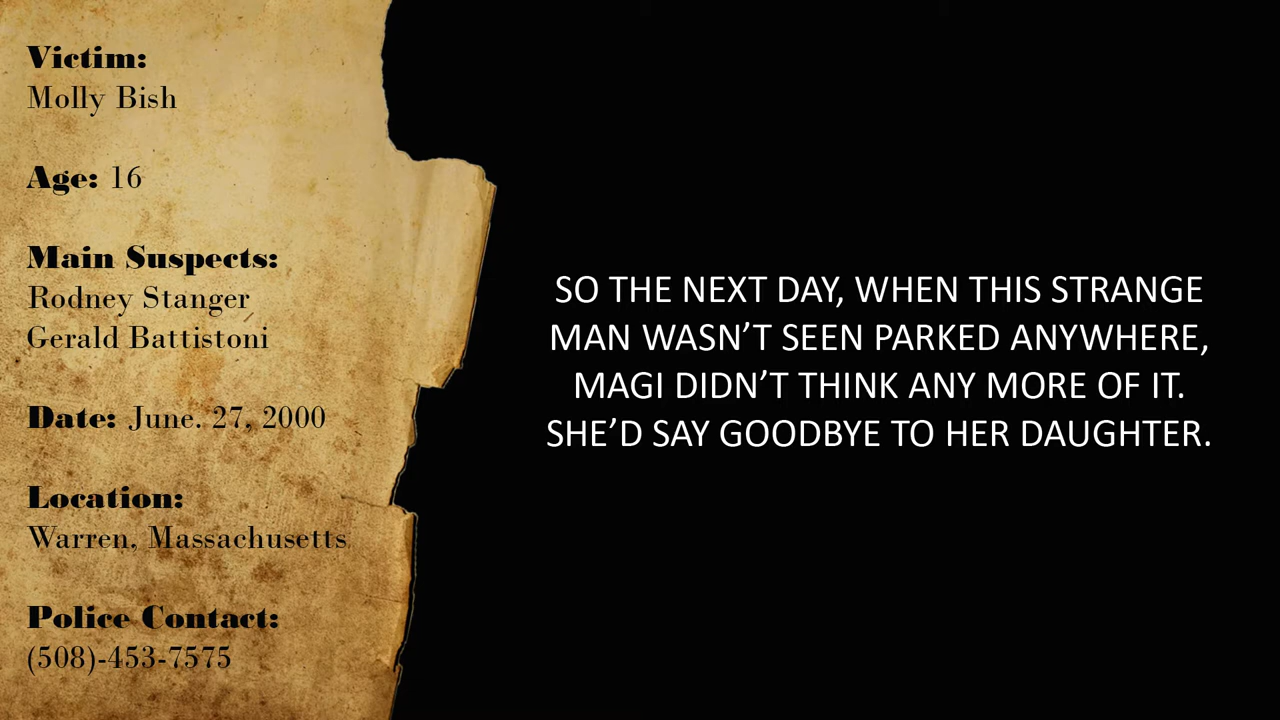 Victim:
Molly Bish
Age: 16
Main Suspects:
Rodney Stanger
Gerald Battistoni
Date: June. 27, 2000
Location:
Warren, Massachusetts
Police Contact:
(508)-453-7575
SO THE NEXT DAY, WHEN THIS STRANGE
MAN WASN’T SEEN PARKED ANYWHERE,
MAGI DIDN’T THINK ANY MORE OF IT.
SHE’D SAY GOODBYE TO HER DAUGHTER.